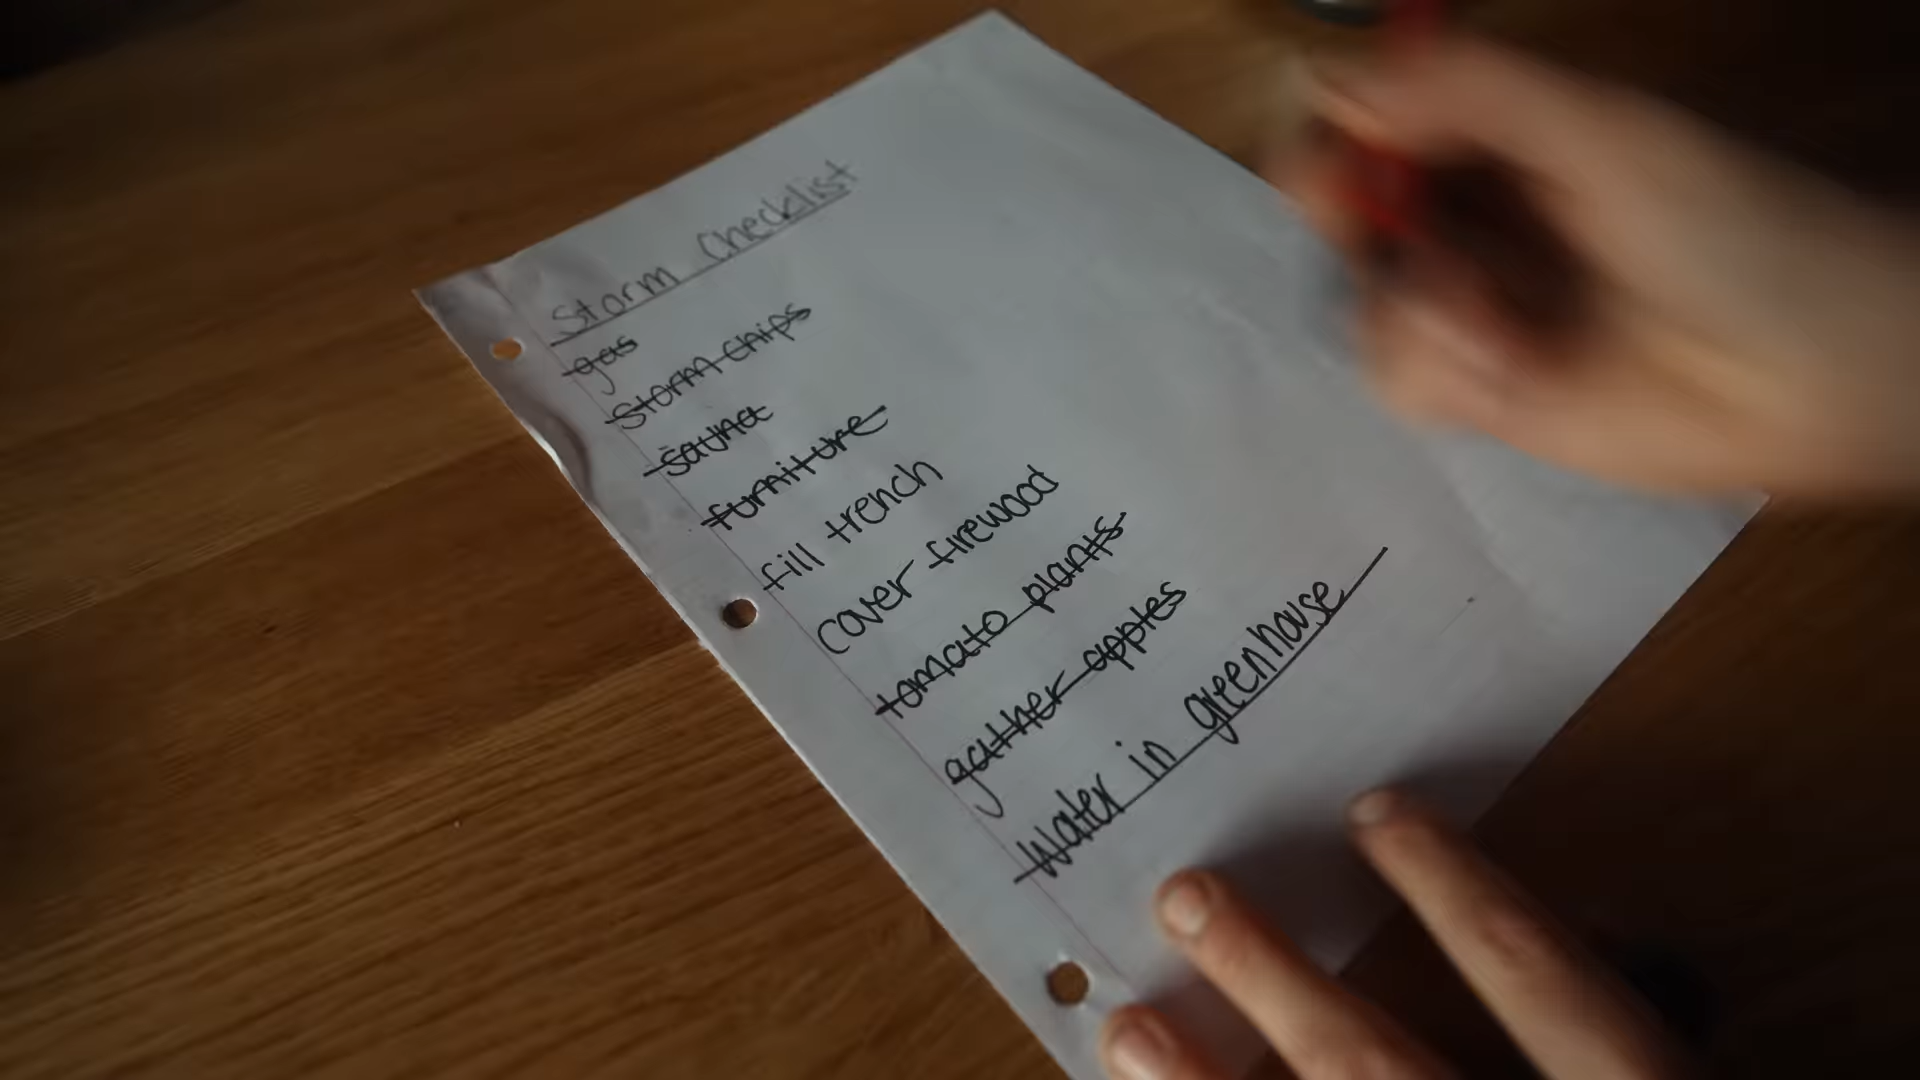 Storm Checklist
gas
Storm chips
sauna
furniture
fill trench
cover firewood
tomato plants
gather apples
Water in greenhouse